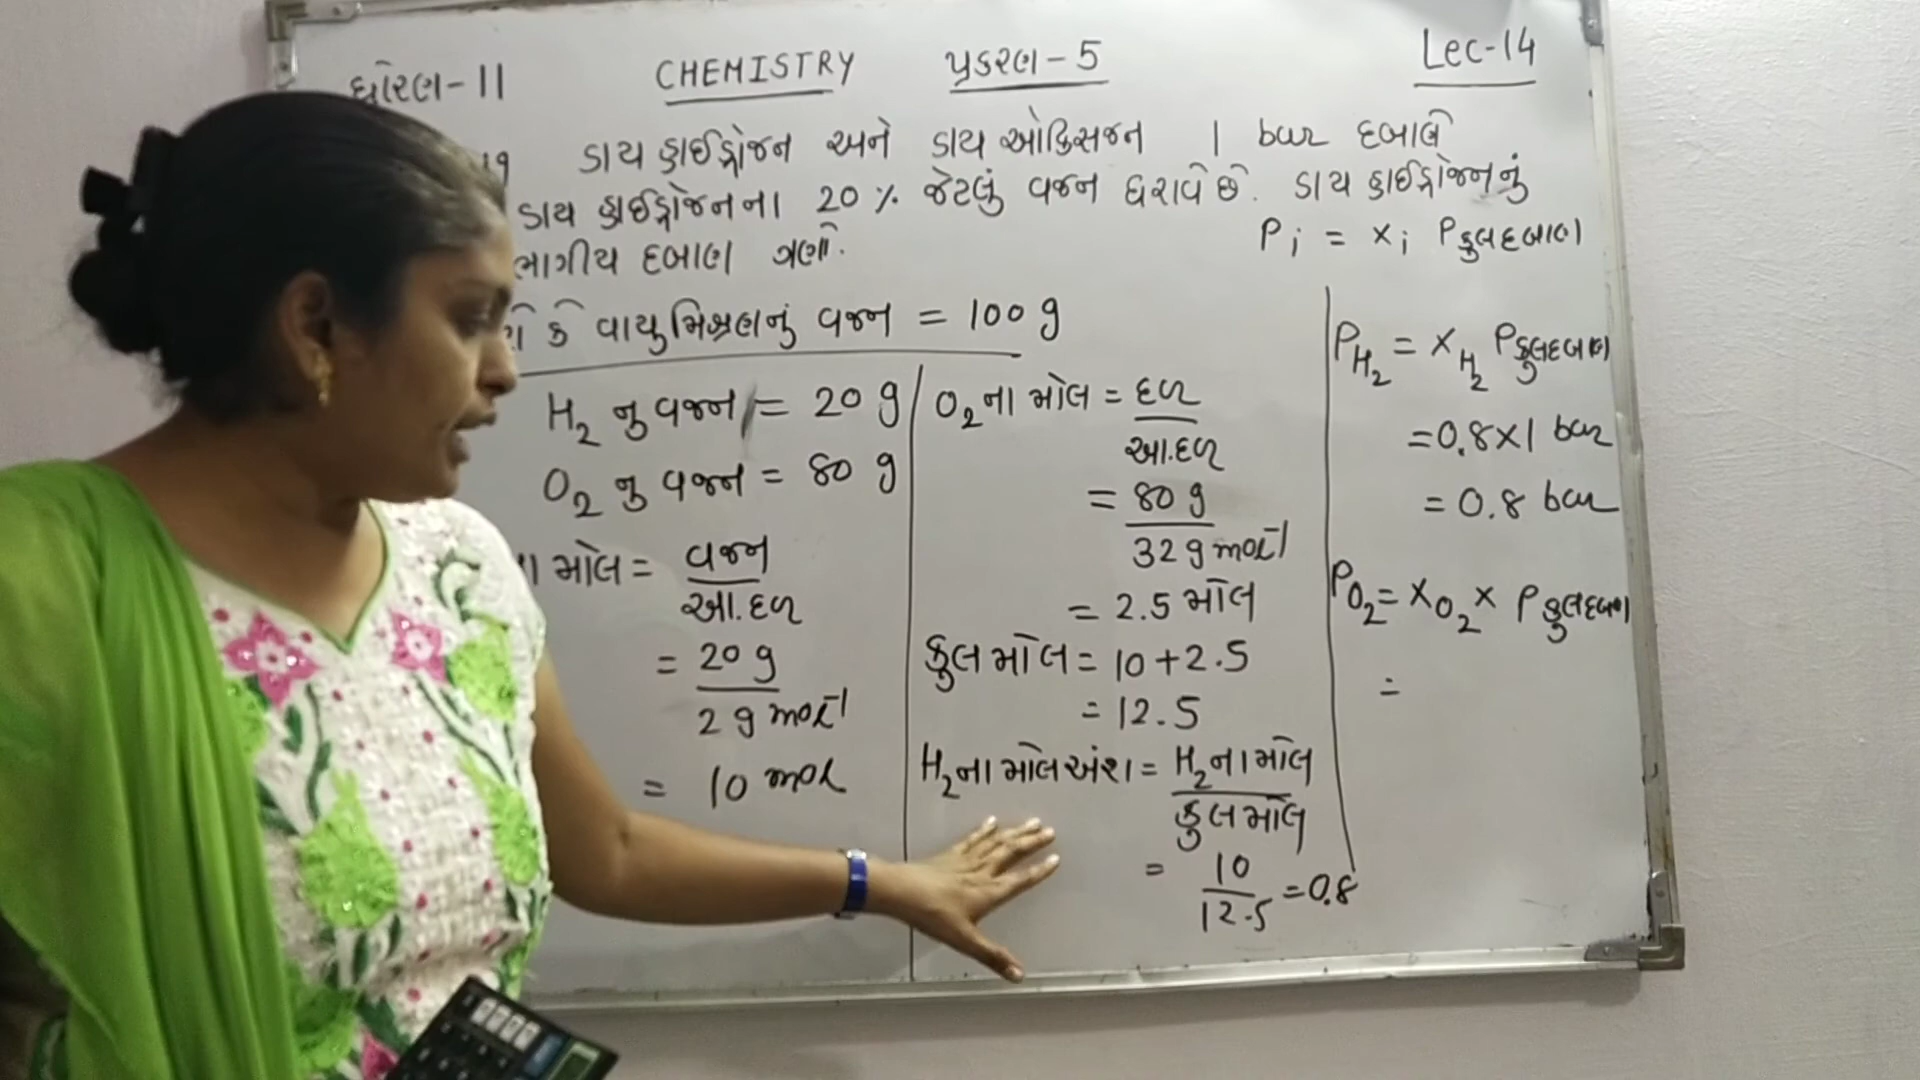 ધોરણ-11 CHEMISTRY પ્રકરણ-5 Lec-14
19 ડાય હાઈડ્રોજન અને ડાય ઓક્સિજન 1 bar દબાણે
ડાય હાઈડ્રોજનના 20 % જેટલું વજન ધરાવે છે. ડાય હાઈડ્રોજનનું
ભાગીય દબાણ ગણો.
Pi = xi Pકુલદબાણ
કે વાયુમિશ્રણનું વજન = 100 g
H2 નુ વજન = 20 g
O2 નુ વજન = 80 g
ના મોલ = વજન
આ.દળ
= 20 g
2 g mol-1
= 10 mol
O2ના મોલ = દળ
આ.દળ
= 80 g
32 g mol-1
= 2.5 મોલ
કુલ મોલ = 10 + 2.5
= 12.5
H2ના મોલઅંશ = H2ના મોલ
કુલ મોલ
= 10
12.5 = 0.8
PH2 = xH2 Pકુલદબાણ
= 0.8 x 1 bar
= 0.8 bar
PO2 = xO2 x Pકુલદબાણ
=